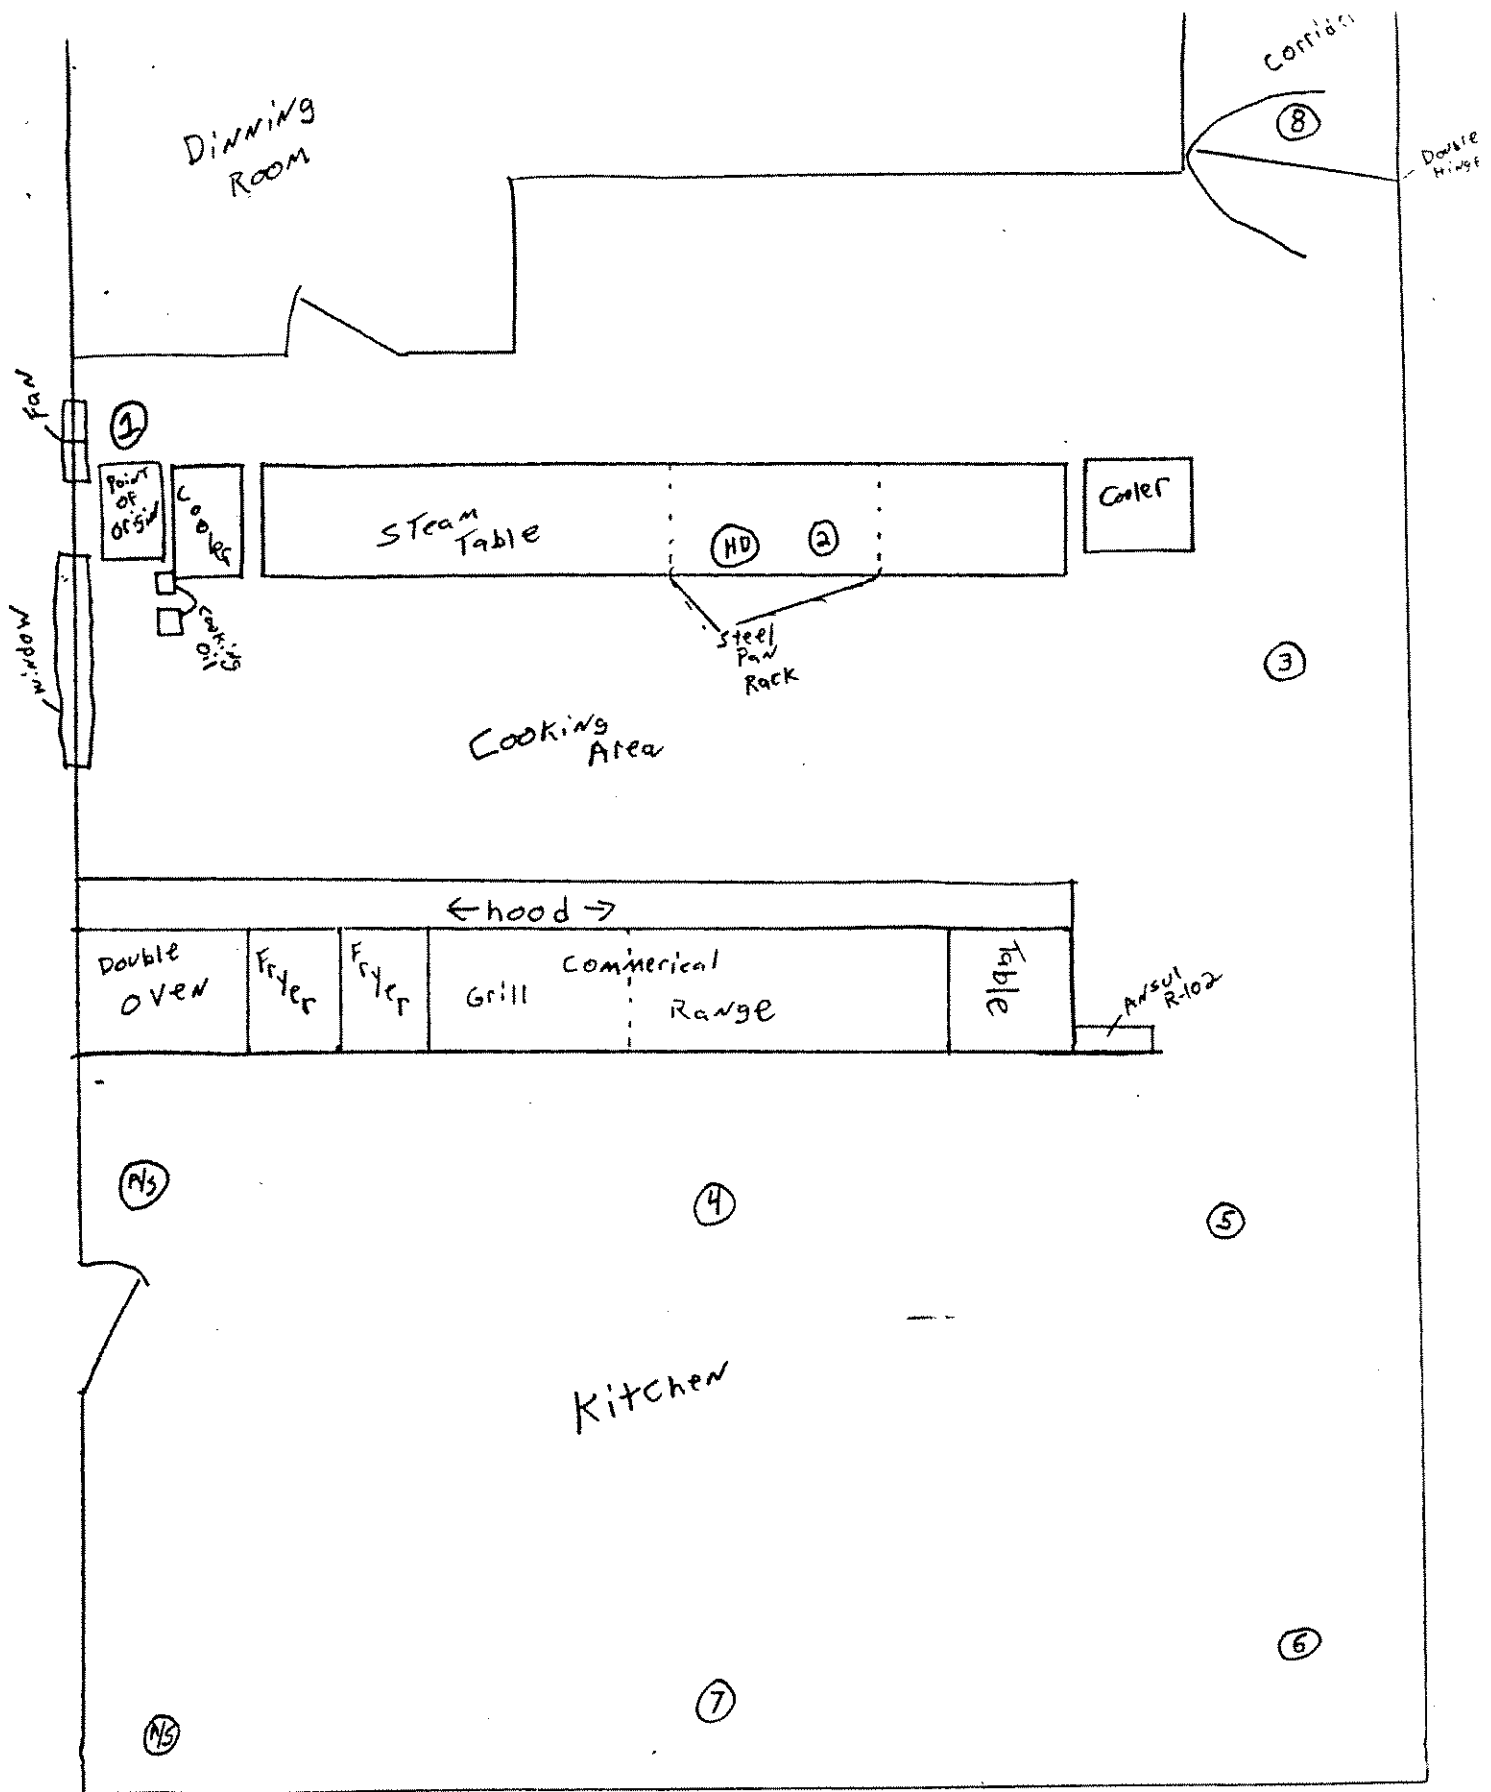 Corridor
8
Double
Hinge
Dinning
Room
Fan
1
Point
of
origin
Cooler
Steam
Table
HD
2
Cooler
Window
Cooking
oil
Steel
Pan
Rack
3
Cooking
Area
← hood →
Double
oven
Fryer
Fryer
Grill
Commerical
Range
Table
ANSUL
R-102
N/S
4
5
Kitchen
6
7
N/S